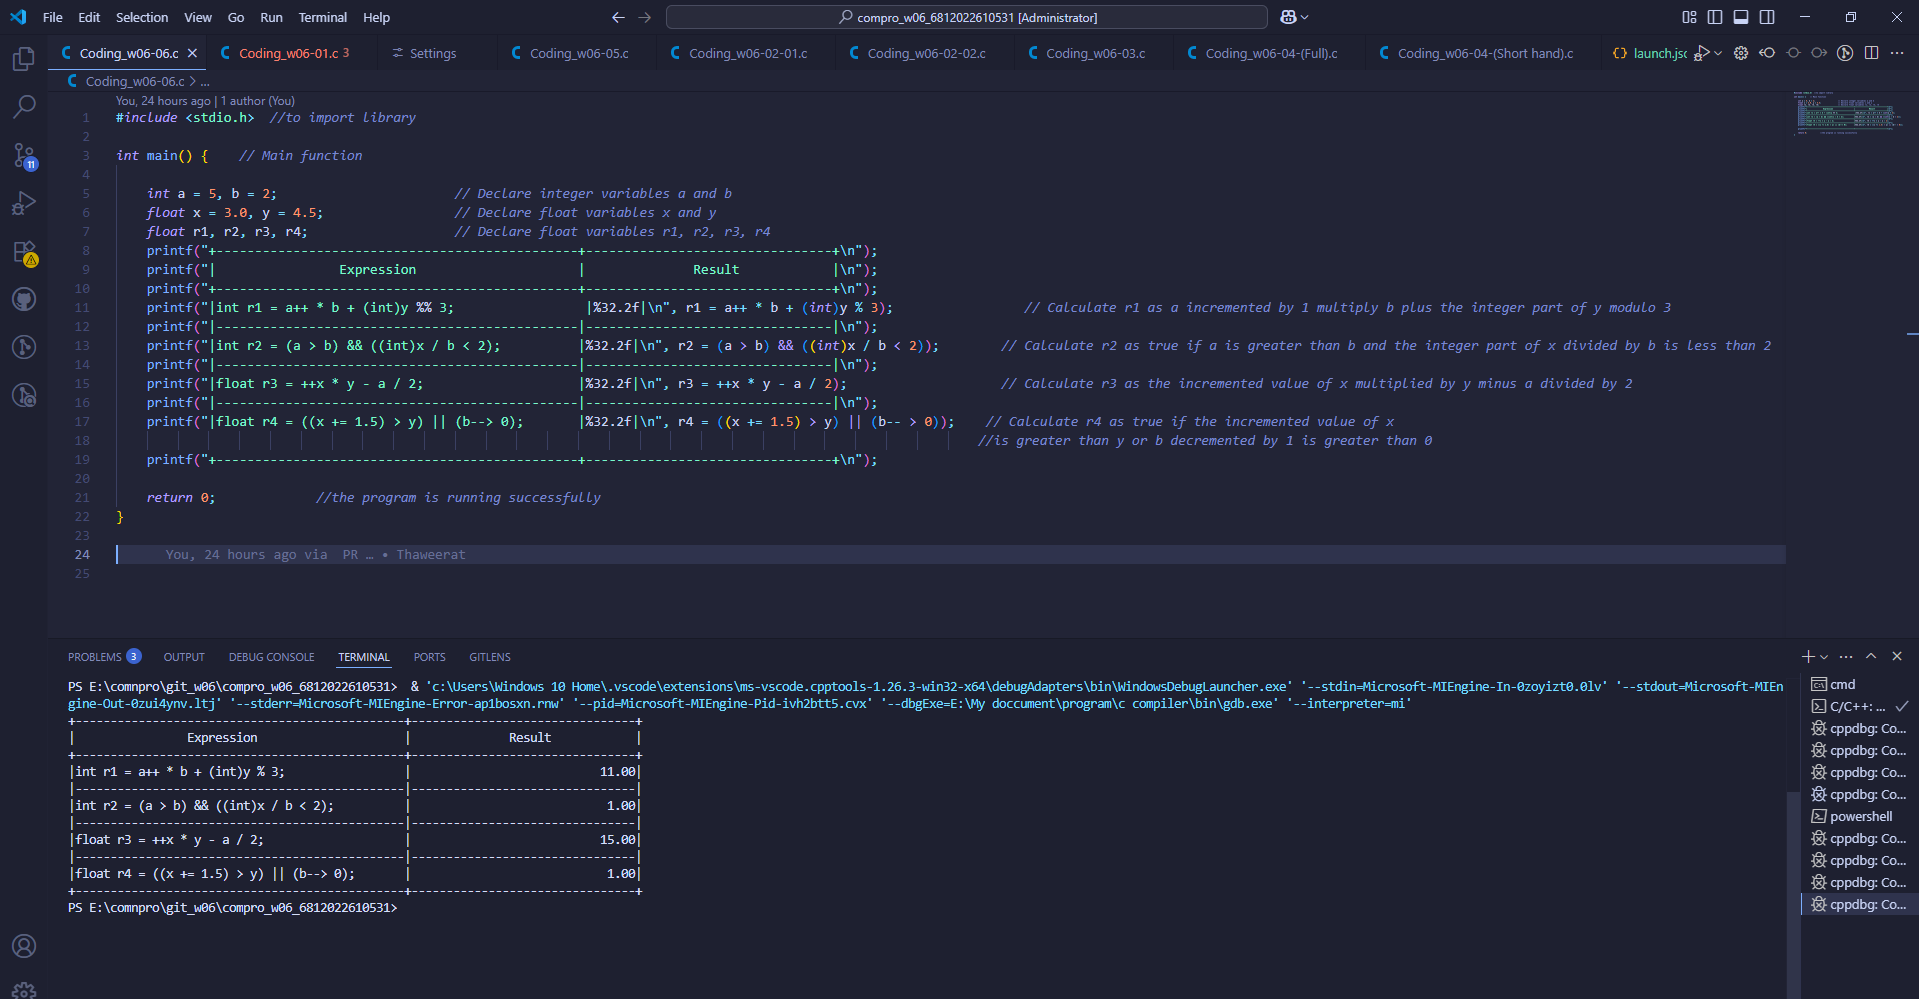 File Edit Selection View Go Run Terminal Help
compro_w06_6812022610531 [Administrator]
Coding_w06-06.c Coding_w06-01.c 3 Settings Coding_w06-05.c Coding_w06-02-01.c Coding_w06-02-02.c Coding_w06-03.c Coding_w06-04-(Full).c Coding_w06-04-(Short hand).c launch.jsc
Coding_w06-06.c > ...
You, 24 hours ago | 1 author (You)
1 #include <stdio.h>  //to import library
2
3 int main() {    // Main function
4
5     int a = 5, b = 2;                       // Declare integer variables a and b
6     float x = 3.0, y = 4.5;                 // Declare float variables x and y
7     float r1, r2, r3, r4;                   // Declare float variables r1, r2, r3, r4
8     printf("+-----------------------------------------------+--------------------------------+\n");
9     printf("|                Expression                     |              Result            |\n");
10     printf("+-----------------------------------------------+--------------------------------+\n");
11     printf("|int r1 = a++ * b + (int)y %% 3;                 |%32.2f|\n", r1 = a++ * b + (int)y % 3);                 // Calculate r1 as a incremented by 1 multiply b plus the integer part of y modulo 3
12     printf("|-----------------------------------------------|--------------------------------|\n");
13     printf("|int r2 = (a > b) && ((int)x / b < 2);          |%32.2f|\n", r2 = (a > b) && ((int)x / b < 2));        // Calculate r2 as true if a is greater than b and the integer part of x divided by b is less than 2
14     printf("|-----------------------------------------------|--------------------------------|\n");
15     printf("|float r3 = ++x * y - a / 2;                    |%32.2f|\n", r3 = ++x * y - a / 2);                    // Calculate r3 as the incremented value of x multiplied by y minus a divided by 2
16     printf("|-----------------------------------------------|--------------------------------|\n");
17     printf("|float r4 = ((x += 1.5) > y) || (b--> 0);       |%32.2f|\n", r4 = ((x += 1.5) > y) || (b-- > 0));    // Calculate r4 as true if the incremented value of x
18 //is greater than y or b decremented by 1 is greater than 0
19     printf("+-----------------------------------------------+--------------------------------+\n");
20
21     return 0;             //the program is running successfully
22 }
23
24 You, 24 hours ago via  PR … • Thaweerat
25
11
PROBLEMS 3 OUTPUT DEBUG CONSOLE TERMINAL PORTS GITLENS
PS E:\comnpro\git_w06\compro_w06_6812022610531>  & 'c:\Users\Windows 10 Home\.vscode\extensions\ms-vscode.cpptools-1.26.3-win32-x64\debugAdapters\bin\WindowsDebugLauncher.exe' '--stdin=Microsoft-MIEngine-In-0zoyizt0.0lv' '--stdout=Microsoft-MIEn
gine-Out-0zui4ynv.ltj' '--stderr=Microsoft-MIEngine-Error-ap1bosxn.rnw' '--pid=Microsoft-MIEngine-Pid-ivh2btt5.cvx' '--dbgExe=E:\My doccument\program\c compiler\bin\gdb.exe' '--interpreter=mi'
+-----------------------------------------------+--------------------------------+
|                Expression                     |              Result            |
+-----------------------------------------------+--------------------------------+
|int r1 = a++ * b + (int)y % 3;                 |                           11.00|
|-----------------------------------------------|--------------------------------|
|int r2 = (a > b) && ((int)x / b < 2);          |                            1.00|
|-----------------------------------------------|--------------------------------|
|float r3 = ++x * y - a / 2;                    |                           15.00|
|-----------------------------------------------|--------------------------------|
|float r4 = ((x += 1.5) > y) || (b--> 0);       |                            1.00|
+-----------------------------------------------+--------------------------------+
PS E:\comnpro\git_w06\compro_w06_6812022610531>
cmd
C/C++: ...
cppdbg: Co...
cppdbg: Co...
cppdbg: Co...
cppdbg: Co...
powershell
cppdbg: Co...
cppdbg: Co...
cppdbg: Co...
cppdbg: Co...